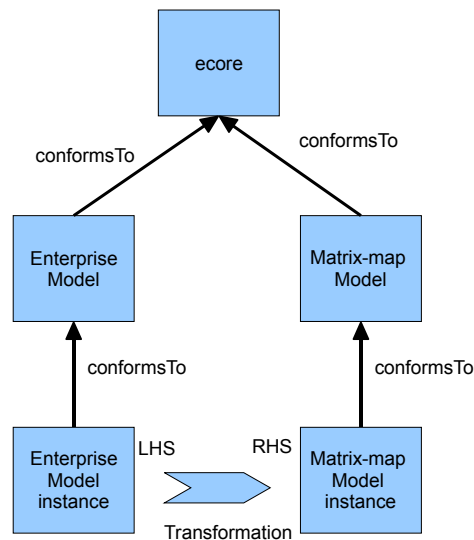 ecore
conformsTo
conformsTo
Enterprise
Model
Matrix-map
Model
conformsTo
conformsTo
Enterprise
Model
instance
LHS
RHS
Matrix-map
Model
instance
Transformation